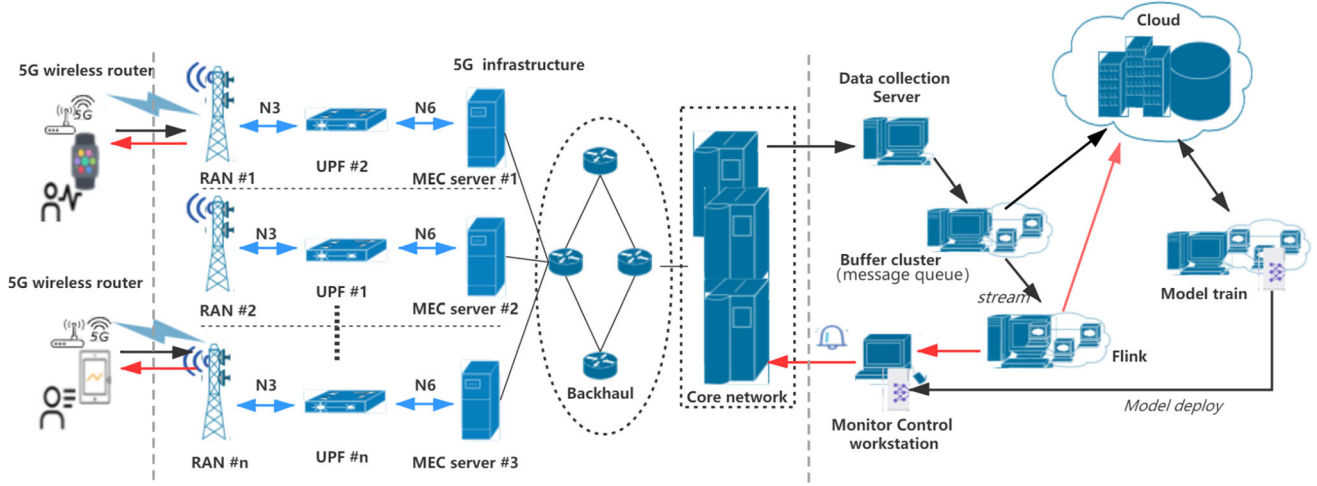 Cloud
5G wireless router
5G infrastructure
Data collection
Server
5G
N3
N6
RAN #1
UPF #2
MEC server #1
N3
N6
Buffer cluster
(message queue)
5G wireless router
RAN #2
UPF #1
MEC server #2
stream
Model train
5G
Flink
N3
N6
Backhaul
Core network
Model deploy
Monitor Control
workstation
RAN #n
UPF #n
MEC server #3